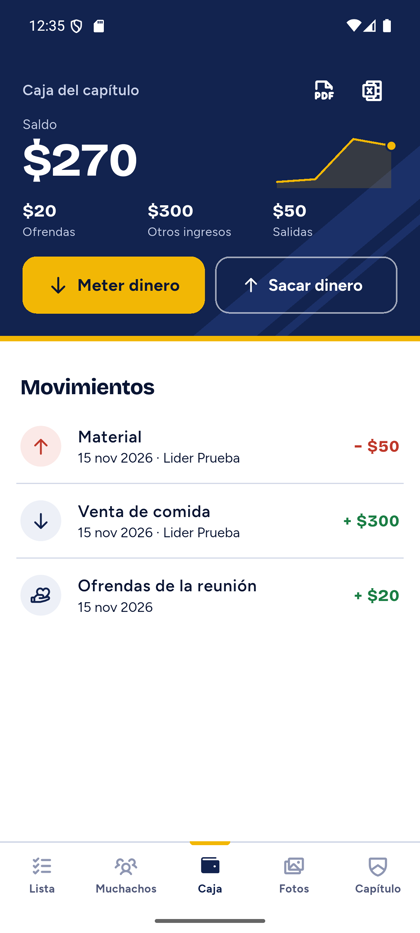 12:35
Caja del capítulo
PDF
Saldo
$270
$20
Ofrendas
$300
Otros ingresos
$50
Salidas
Meter dinero
Sacar dinero
Movimientos
Material
15 nov 2026 · Lider Prueba
− $50
Venta de comida
15 nov 2026 · Lider Prueba
+ $300
Ofrendas de la reunión
15 nov 2026
+ $20
Lista
Muchachos
Caja
Fotos
Capítulo